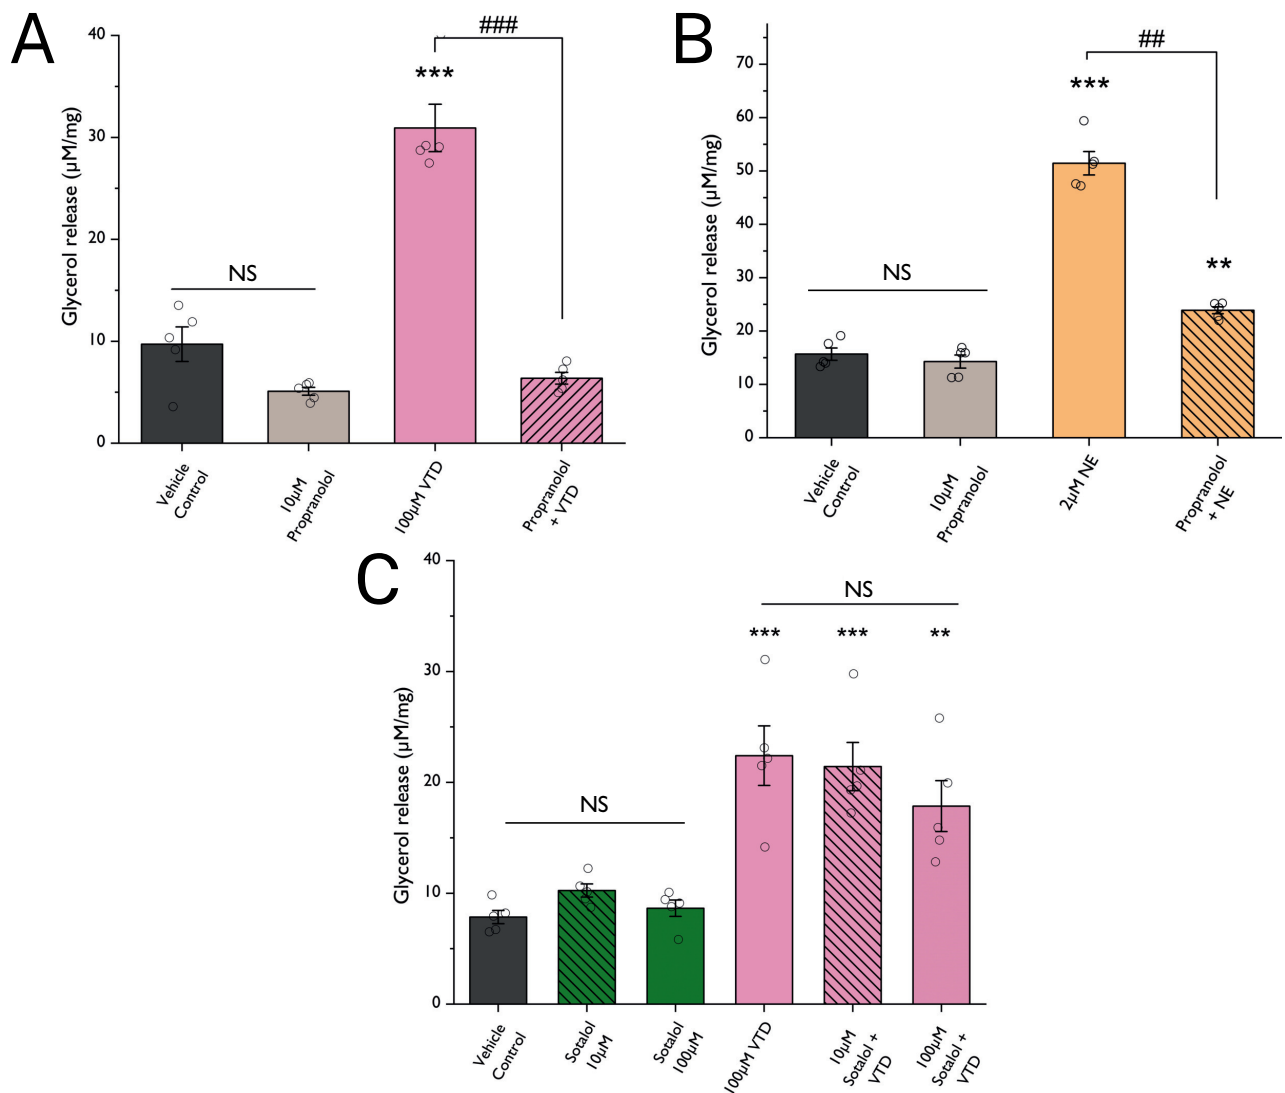 A
Glycerol release (µM/mg)
40
30
20
10
0
NS
***
###
Vehicle
Control
10µM
Propranolol
100µM VTD
Propranolol
+ VTD
B
Glycerol release (µM/mg)
70
60
50
40
30
20
10
0
NS
***
##
**
Vehicle
Control
10µM
Propranolol
2µM NE
Propranolol
+ NE
C
Glycerol release (µM/mg)
40
30
20
10
0
NS
NS
***
***
**
Vehicle
Control
Sotalol
10µM
Sotalol
100µM
100µM VTD
10µM
Sotalol +
VTD
100µM
Sotalol +
VTD